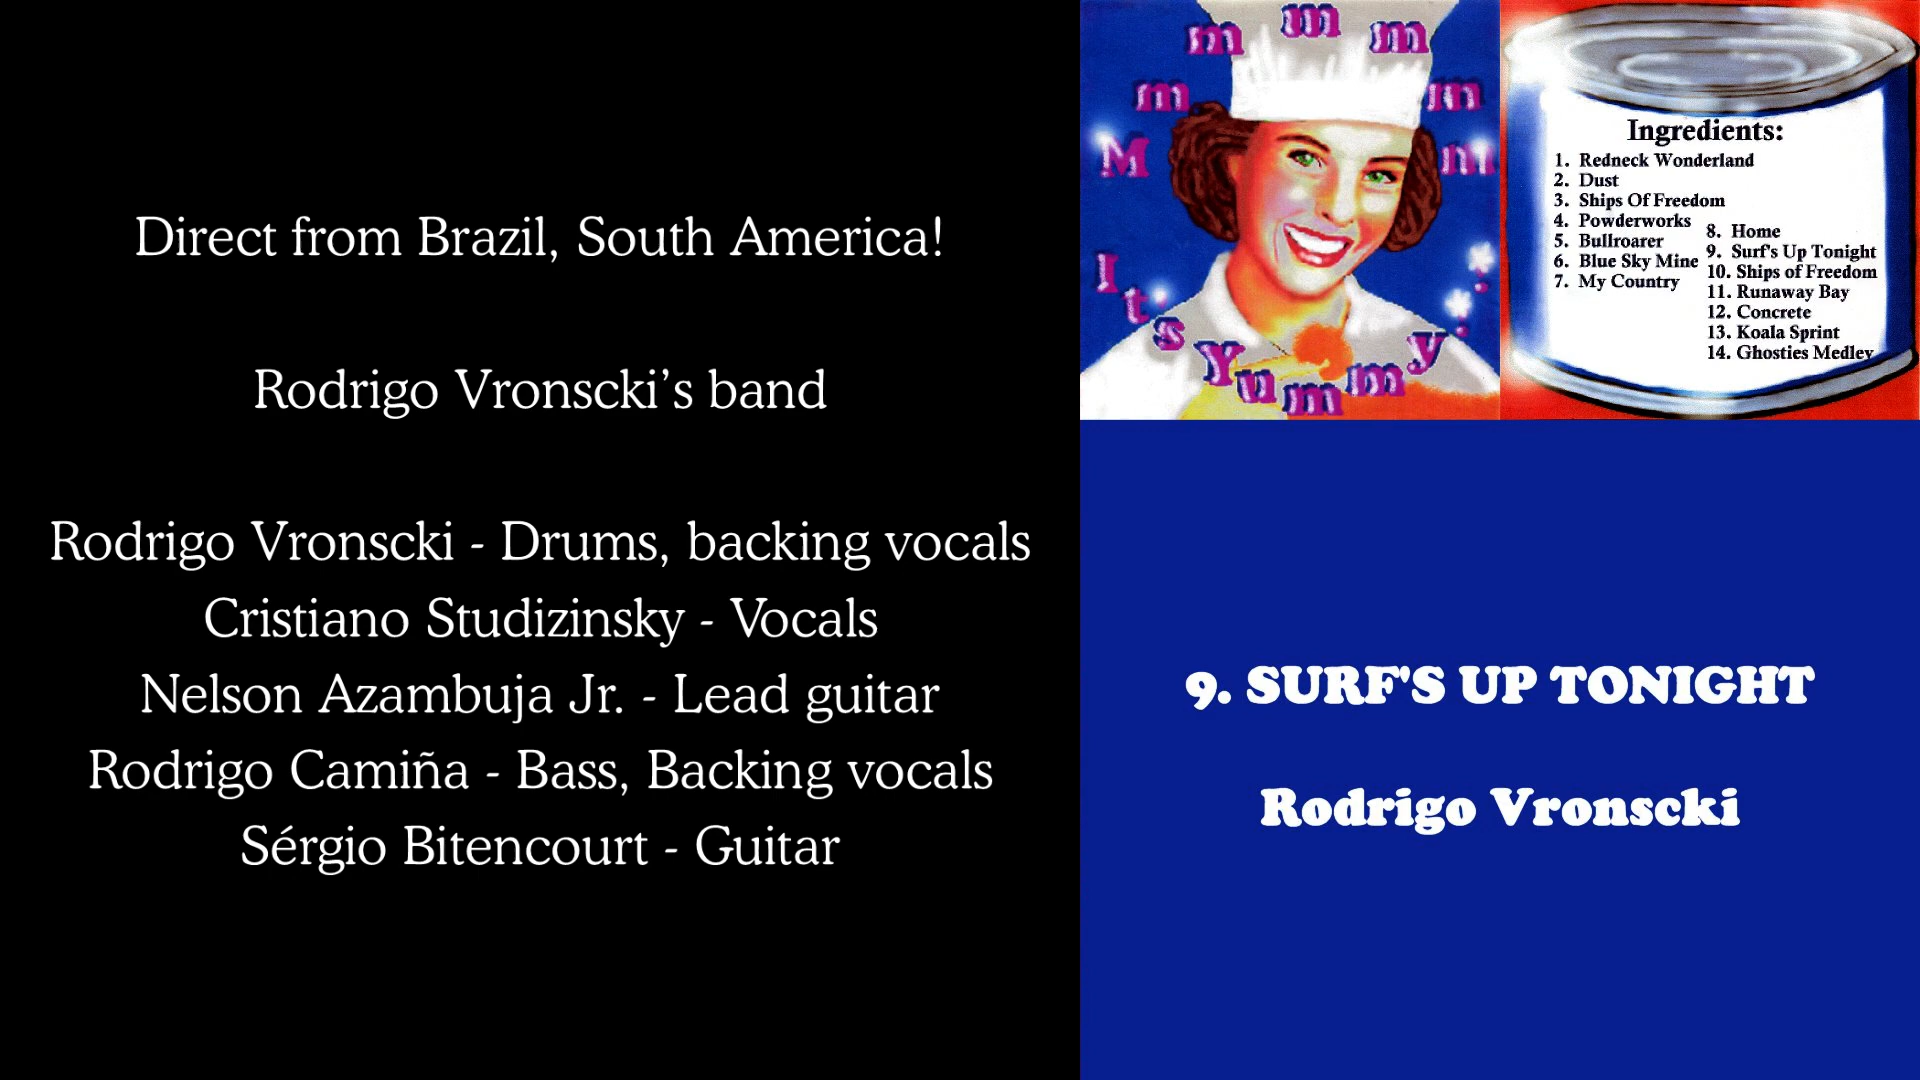 Direct from Brazil, South America!
Rodrigo Vronscki’s band
Rodrigo Vronscki - Drums, backing vocals
Cristiano Studizinsky - Vocals
Nelson Azambuja Jr. - Lead guitar
Rodrigo Camiña - Bass, Backing vocals
Sérgio Bitencourt - Guitar
Mmmmmmm
It's Yummy!
Ingredients:
1. Redneck Wonderland
2. Dust
3. Ships Of Freedom
4. Powderworks
5. Bullroarer
6. Blue Sky Mine
7. My Country
8. Home
9. Surf's Up Tonight
10. Ships of Freedom
11. Runaway Bay
12. Concrete
13. Koala Sprint
14. Ghosties Medley
9. SURF'S UP TONIGHT
Rodrigo Vronscki